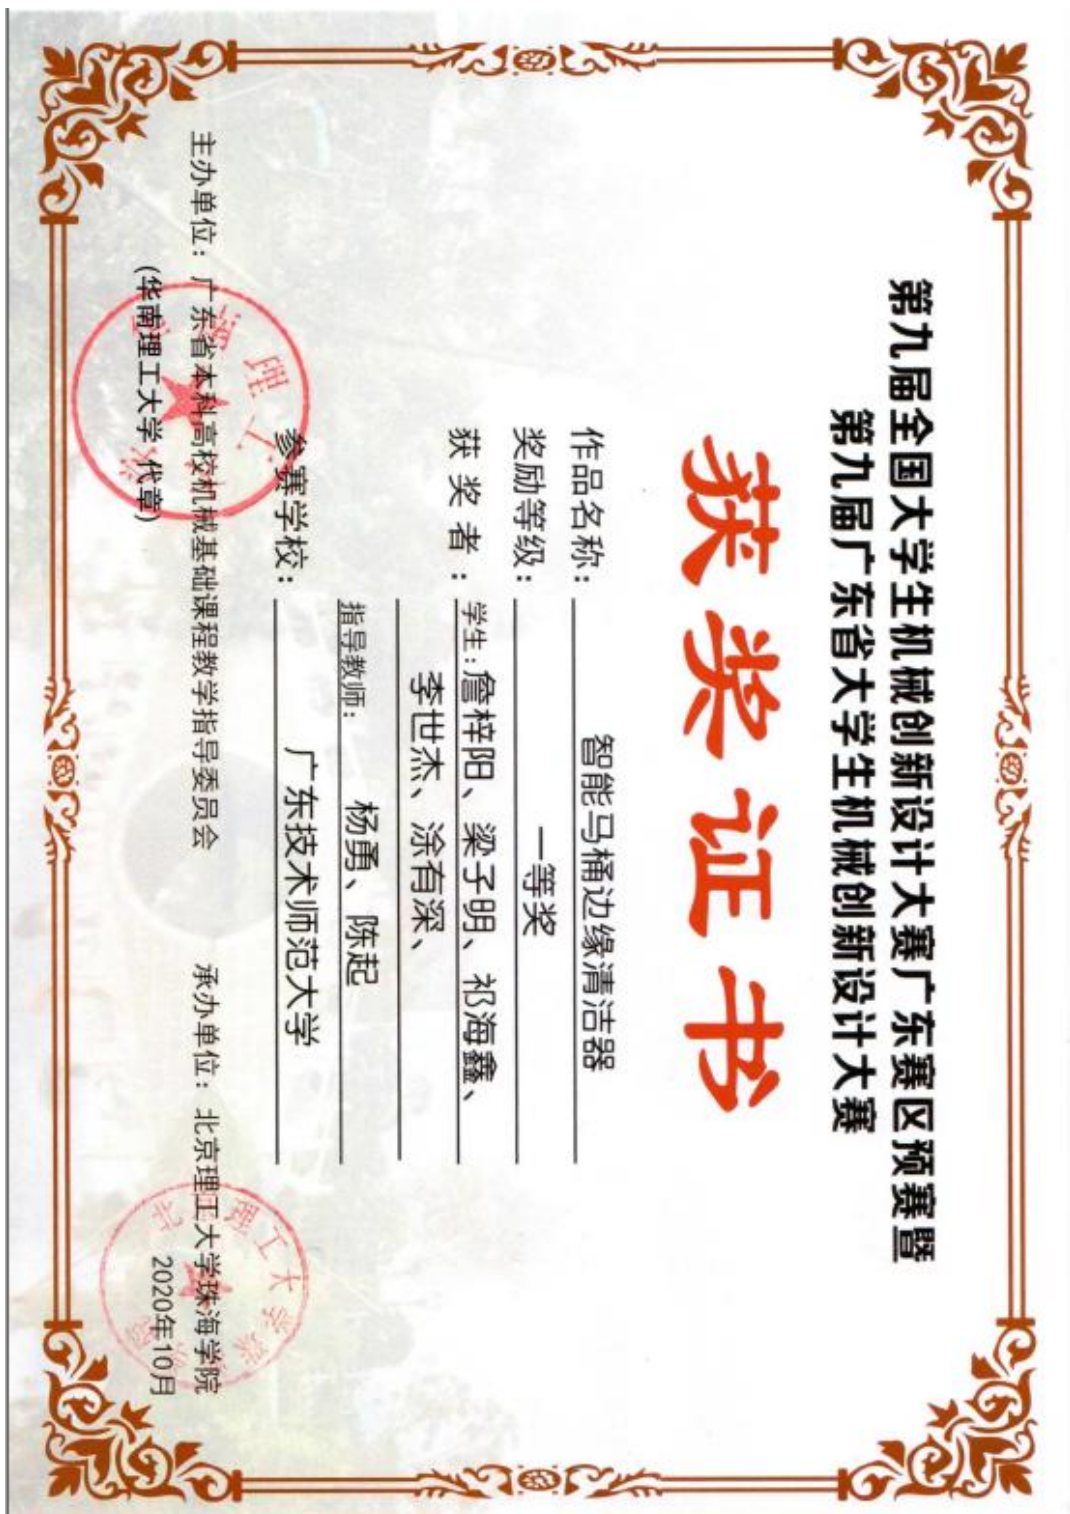 第九届全国大学生机械创新设计大赛广东赛区预赛暨
第九届广东省大学生机械创新设计大赛
获奖证书
作品名称：智能马桶边缘清洁器
奖励等级：一等奖
获奖者：学生：詹梓阳、梁子明、祁海鑫、
李世杰、涂有深、
指导教师：杨勇、陈起
参赛学校：广东技术师范大学
主办单位：广东省本科高校机械基础课程教学指导委员会
(华南理工大学 代章)
承办单位：北京理工大学珠海学院
2020年10月